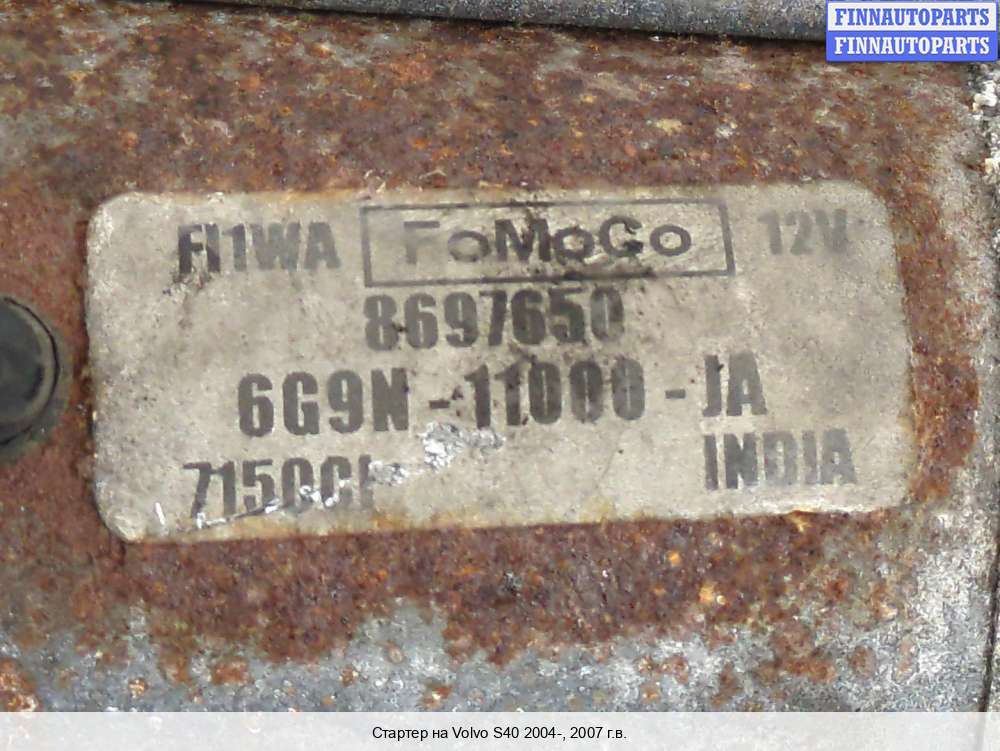 FINNAUTOPARTS
FINNAUTOPARTS
FI1WA FoMoCo 12V
8697650
6G9N-11000-JA
INDIA
Стартер на Volvo S40 2004-, 2007 г.в.